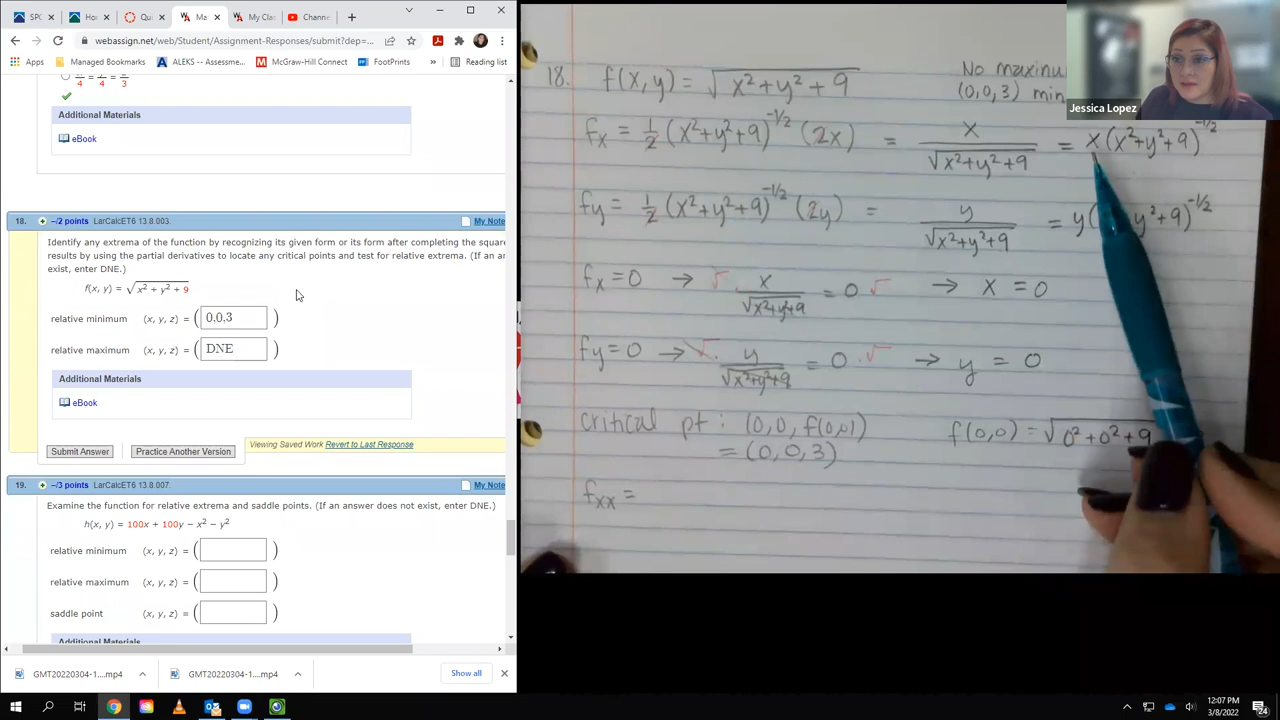 SPC
Ho
Qui
Ma
My Cla
Channe
webassign.net/web/Student/Assignment-Responses/submit?dep=...
Apps
Managed Bookmarks
ALEKS -- Assessme...
McGraw-Hill Connect
FootPrints
Reading list
Additional Materials
eBook
18. –/2 points LarCalcET6 13.8.003. My Note
Identify any extrema of the function by recognizing its given form or its form after completing the square
results by using the partial derivatives to locate any critical points and test for relative extrema. (If an
exist, enter DNE.)
f(x, y) = √x² + y² + 9
relative minimum (x, y, z) = ( 0,0,3 )
relative maximum (x, y, z) = ( DNE )
Additional Materials
eBook
Viewing Saved Work Revert to Last Response
Submit Answer Practice Another Version
19. –/3 points LarCalcET6 13.8.007. My Note
Examine the function for relative extrema and saddle points. (If an answer does not exist, enter DNE.)
h(x, y) = 100x + 100y − x² − y²
relative minimum (x, y, z) = ( )
relative maximum (x, y, z) = ( )
saddle point (x, y, z) = ( )
Additional Materials
GMT20220304-1....mp4
GMT20220304-1....mp4
Show all
12:07 PM
3/8/2022
24
Jessica Lopez
18. f(x,y) = √x²+y²+9
No maximu
(0,0,3) min
fx = 1/2 (x²+y²+9)^-1/2 (2x) = x/√x²+y²+9 = x(x²+y²+9)^-1/2
fy = 1/2 (x²+y²+9)^-1/2 (2y) = y/√x²+y²+9 = y( y²+9)^-1/2
fx=0 → √· x/√x²+y²+9 = 0·√ → x = 0
fy=0 → √· y/√x²+y²+9 = 0·√ → y = 0
critical pt : (0,0, f(0,0)) f(0,0) = √0²+0²+9
= (0,0,3)
fxx =